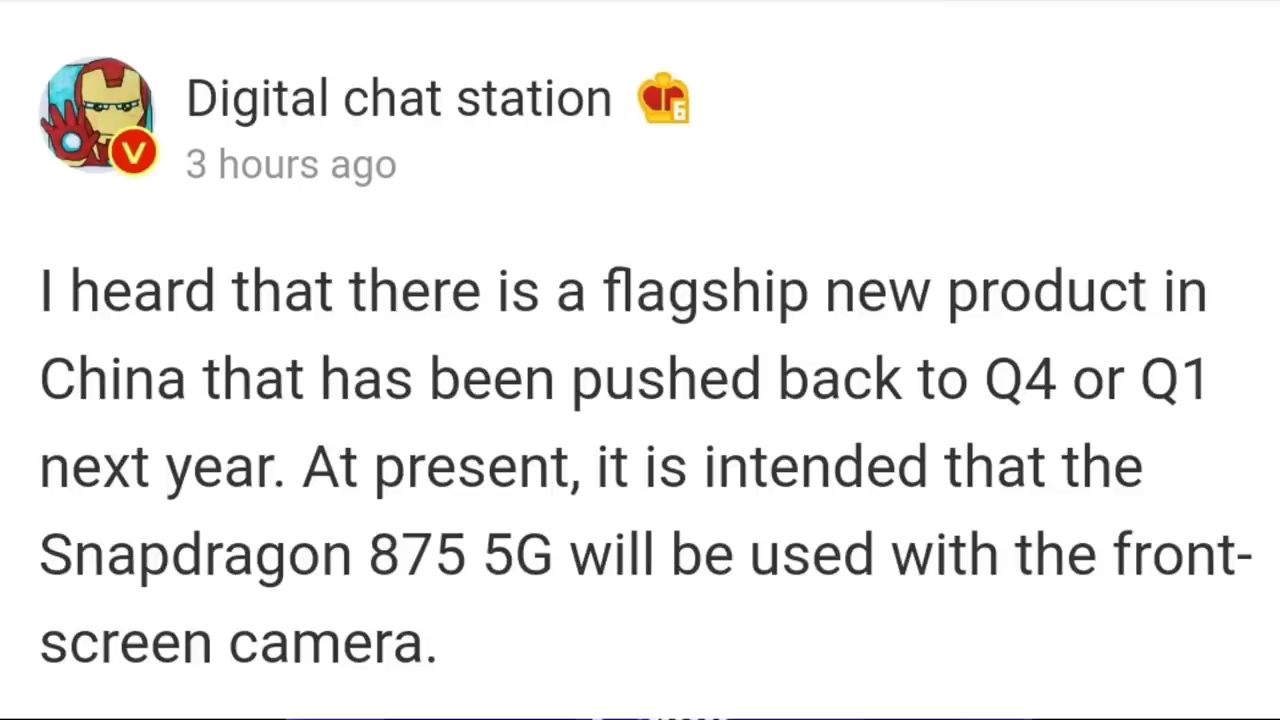 Digital chat station
6
V
3 hours ago
I heard that there is a flagship new product in
China that has been pushed back to Q4 or Q1
next year. At present, it is intended that the
Snapdragon 875 5G will be used with the front-
screen camera.